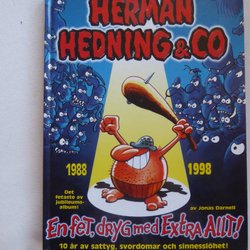 HERMAN
HEDNING & CO
1988
1998
Det
fetaste av
jubileums-
album!
av Jonas Darnell
En fet, dryg med EXtRA ALLT!
10 år av sattyg, svordomar och sinnesslöhet!